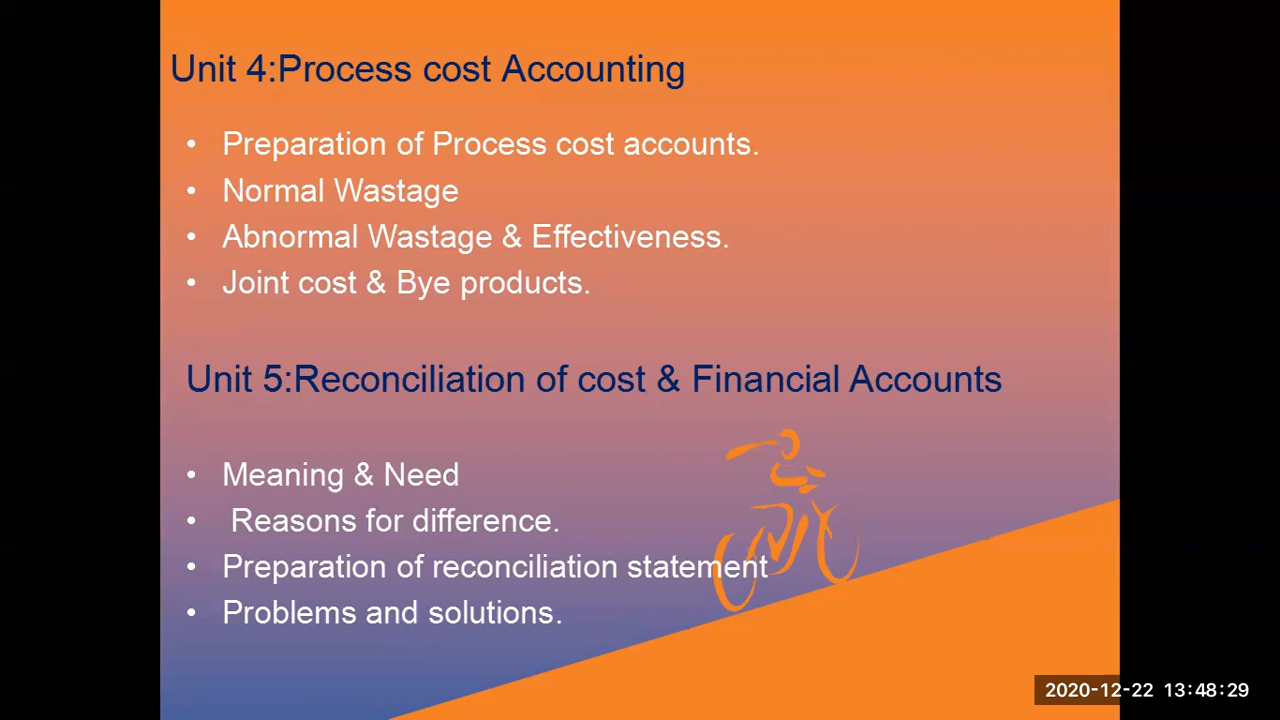 Unit 4:Process cost Accounting
• Preparation of Process cost accounts.
• Normal Wastage
• Abnormal Wastage & Effectiveness.
• Joint cost & Bye products.
Unit 5:Reconciliation of cost & Financial Accounts
• Meaning & Need
• Reasons for difference.
• Preparation of reconciliation statement
• Problems and solutions.
2020-12-22 13:48:29